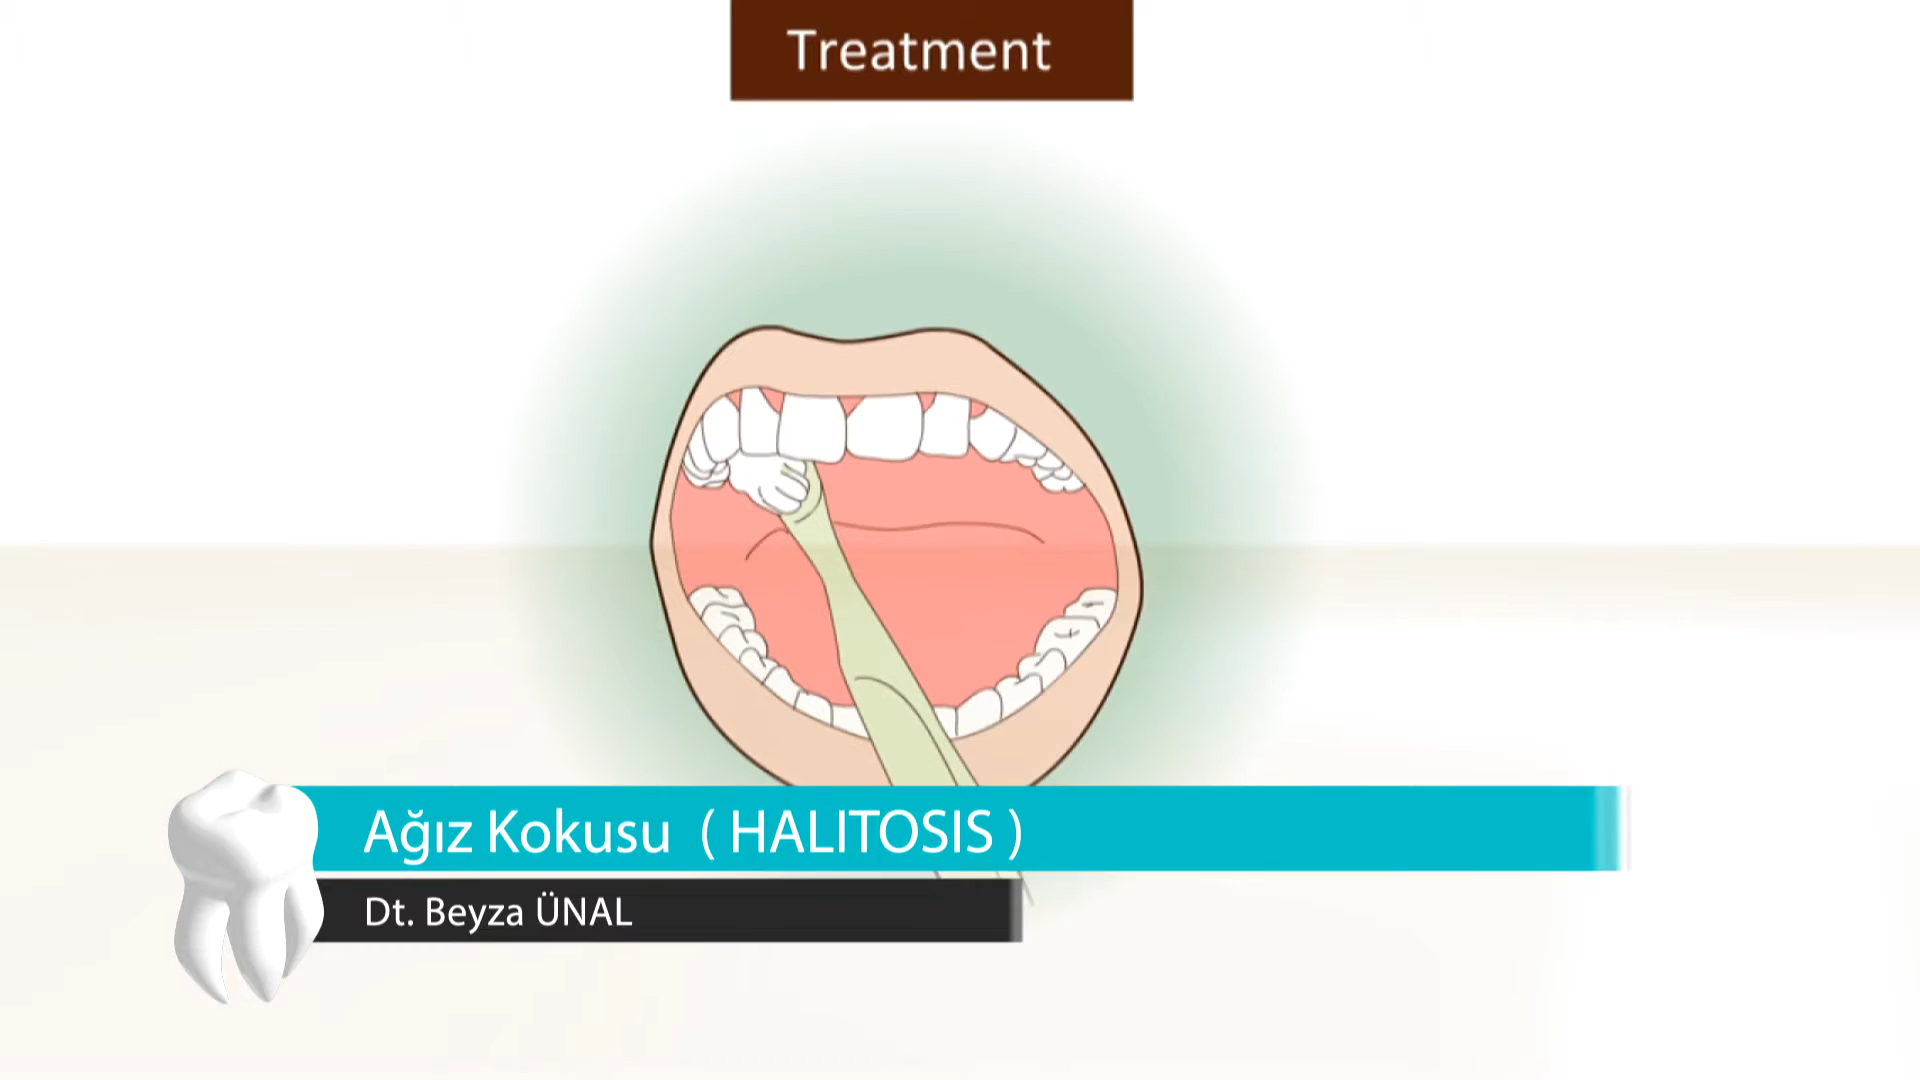 Treatment
Ağız Kokusu ( HALITOSIS )
Dt. Beyza ÜNAL